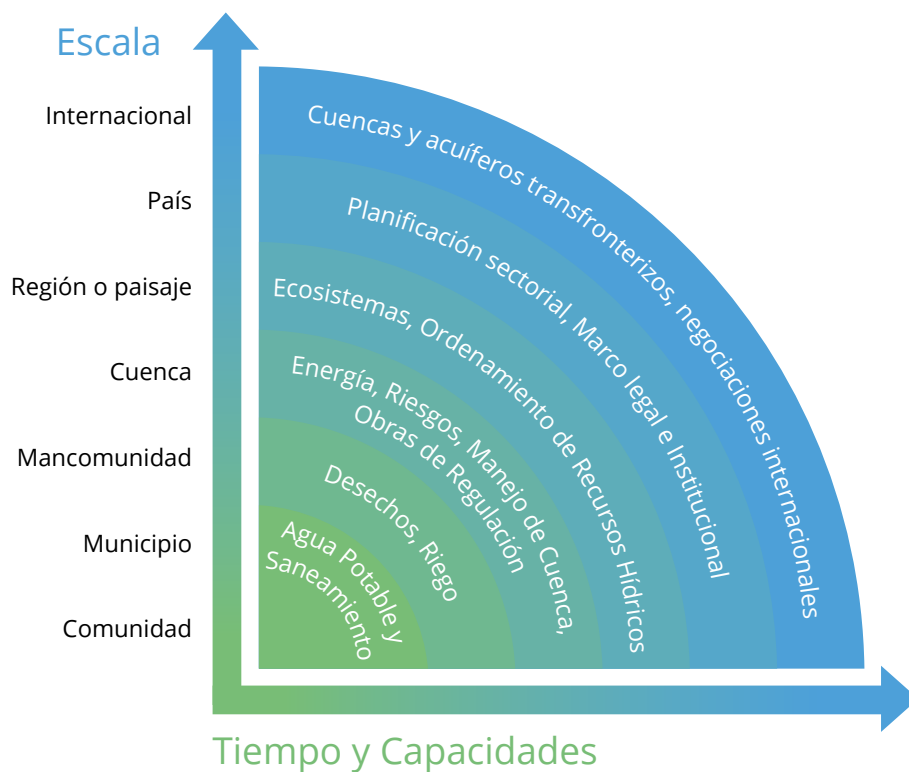 Escala
Internacional
País
Región o paisaje
Cuenca
Mancomunidad
Municipio
Comunidad
Cuencas y acuíferos transfronterizos, negociaciones internacionales
Planificación sectorial, Marco legal e Institucional
Ecosistemas, Ordenamiento de Recursos Hídricos
Energía, Riesgos, Manejo de Cuenca,
Obras de Regulación
Desechos, Riego
Agua Potable y
Saneamiento
Tiempo y Capacidades